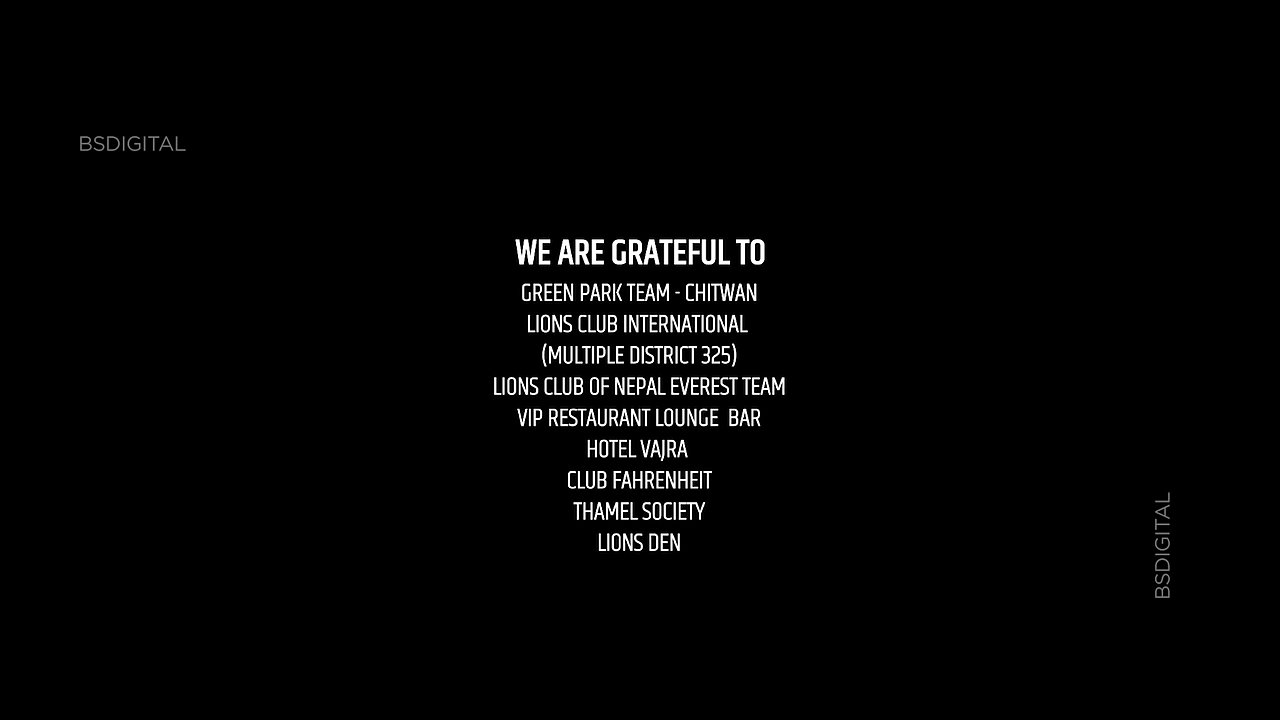 BSDIGITAL
WE ARE GRATEFUL TO
GREEN PARK TEAM - CHITWAN
LIONS CLUB INTERNATIONAL
(MULTIPLE DISTRICT 325)
LIONS CLUB OF NEPAL EVEREST TEAM
VIP RESTAURANT LOUNGE  BAR
HOTEL VAJRA
CLUB FAHRENHEIT
THAMEL SOCIETY
LIONS DEN
BSDIGITAL